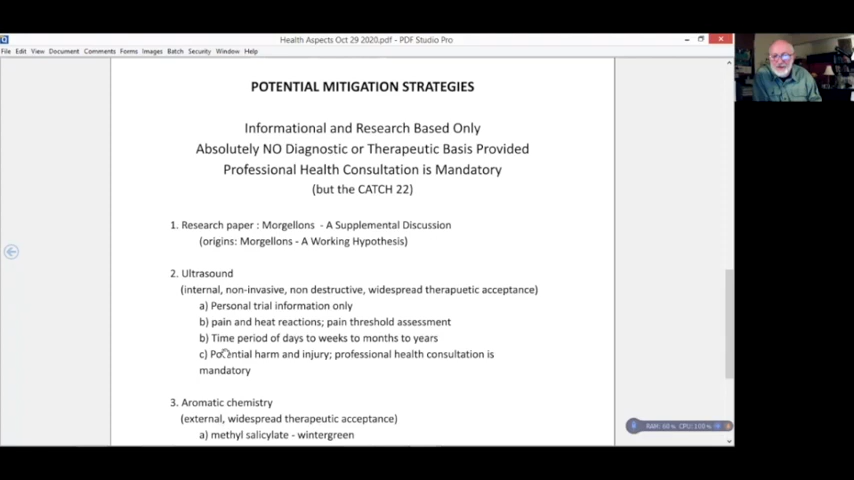 Health Aspects Oct 29 2020.pdf - PDF Studio Pro
File Edit View Document Comments Forms Images Batch Security Window Help
POTENTIAL MITIGATION STRATEGIES
Informational and Research Based Only
Absolutely NO Diagnostic or Therapeutic Basis Provided
Professional Health Consultation is Mandatory
(but the CATCH 22)
1. Research paper : Morgellons - A Supplemental Discussion
(origins: Morgellons - A Working Hypothesis)
2. Ultrasound
(internal, non-invasive, non destructive, widespread therapuetic acceptance)
a) Personal trial information only
b) pain and heat reactions; pain threshold assessment
b) Time period of days to weeks to months to years
c) Potential harm and injury; professional health consultation is
mandatory
3. Aromatic chemistry
(external, widespread therapeutic acceptance)
a) methyl salicylate - wintergreen
RAM: 60 % CPU: 100 %